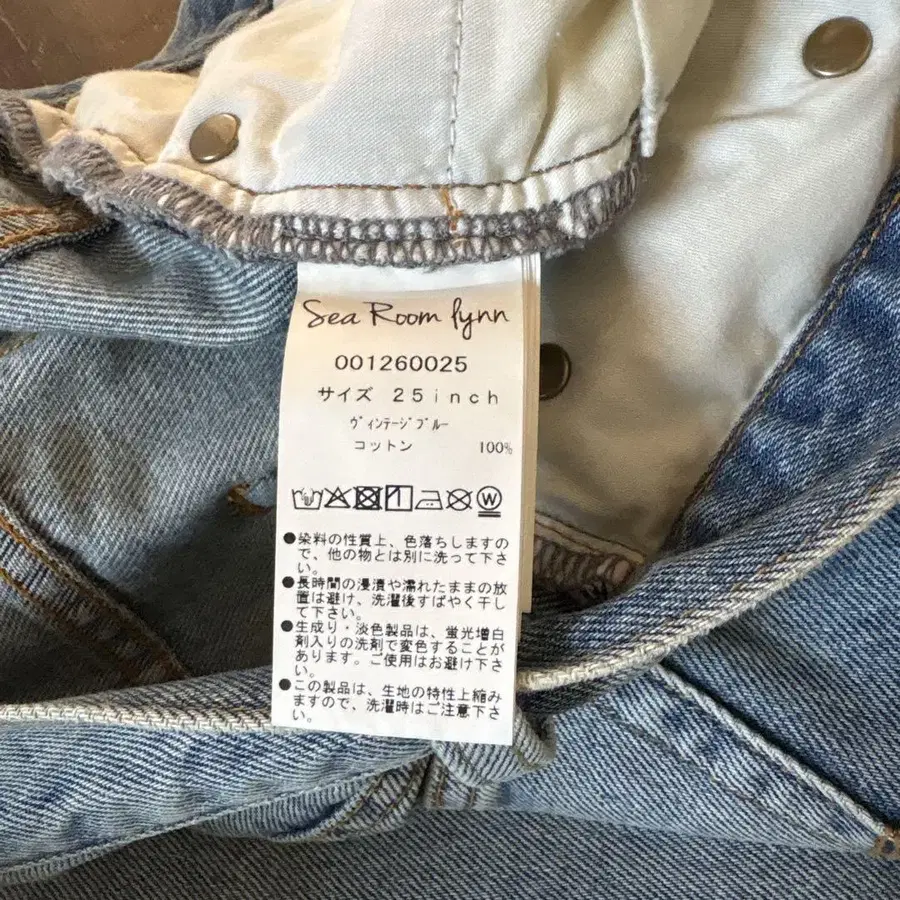 Sea Room lynn
001260025
サイズ 25inch
ヴィンテージブルー
コットン 100%
W
●染料の性質上、色落ちしますの
で、他の物とは別に洗って下さ
い。
●長時間の浸漬や濡れたままの放
置は避け、洗濯後すばやく干し
て下さい。
●生成り・淡色製品は、蛍光増白
剤入りの洗剤で変色することが
あります。ご使用はお避け下さ
い。
●この製品は、生地の特性上縮み
ますので、洗濯時はご注意下さ
い。